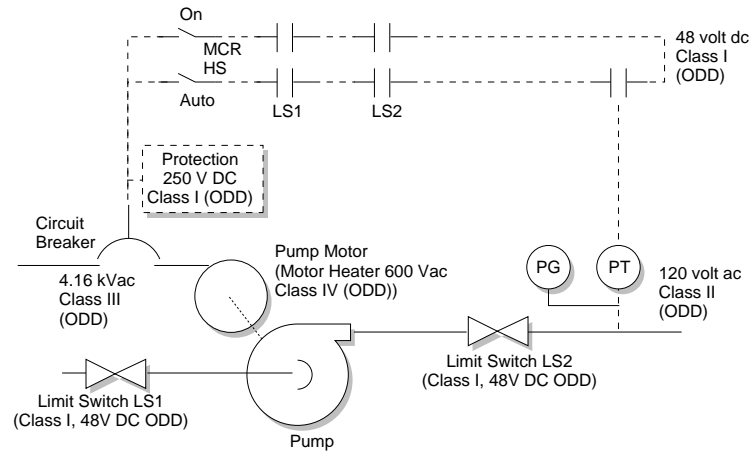 On
MCR
HS
Auto
LS1
LS2
48 volt dc
Class I
(ODD)
Protection
250 V DC
Class I (ODD)
Circuit
Breaker
4.16 kVac
Class III
(ODD)
Pump Motor
(Motor Heater 600 Vac
Class IV (ODD))
PG
PT
120 volt ac
Class II
(ODD)
Limit Switch LS2
(Class I, 48V DC ODD)
Limit Switch LS1
(Class I, 48V DC ODD)
Pump